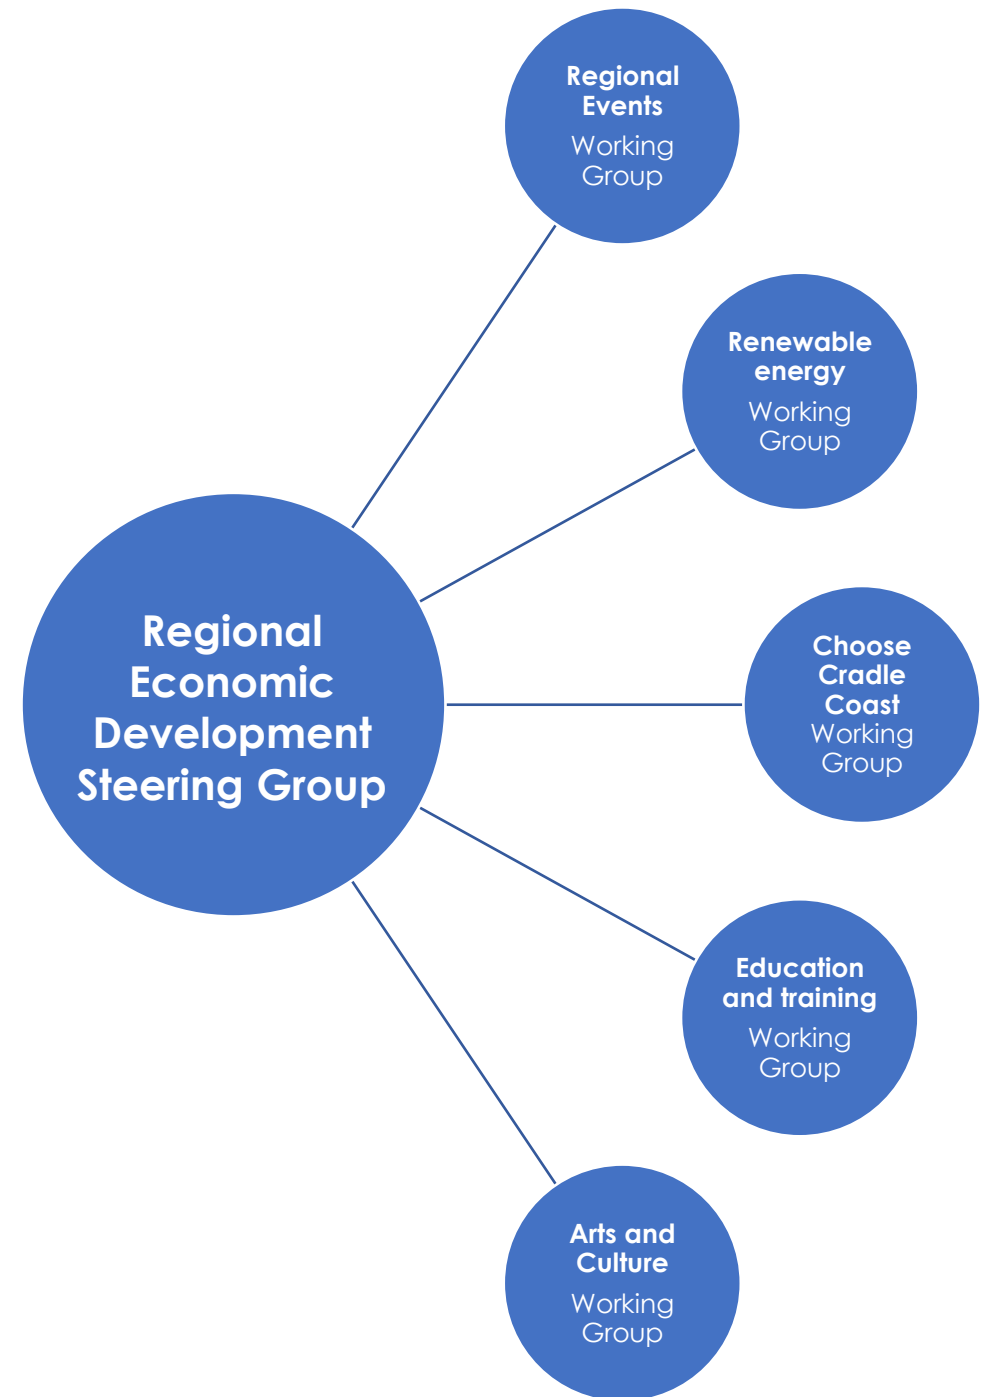 Regional
Events
Working
Group
Renewable
energy
Working
Group
Regional
Economic
Development
Steering Group
Choose
Cradle
Coast
Working
Group
Education
and training
Working
Group
Arts and
Culture
Working
Group